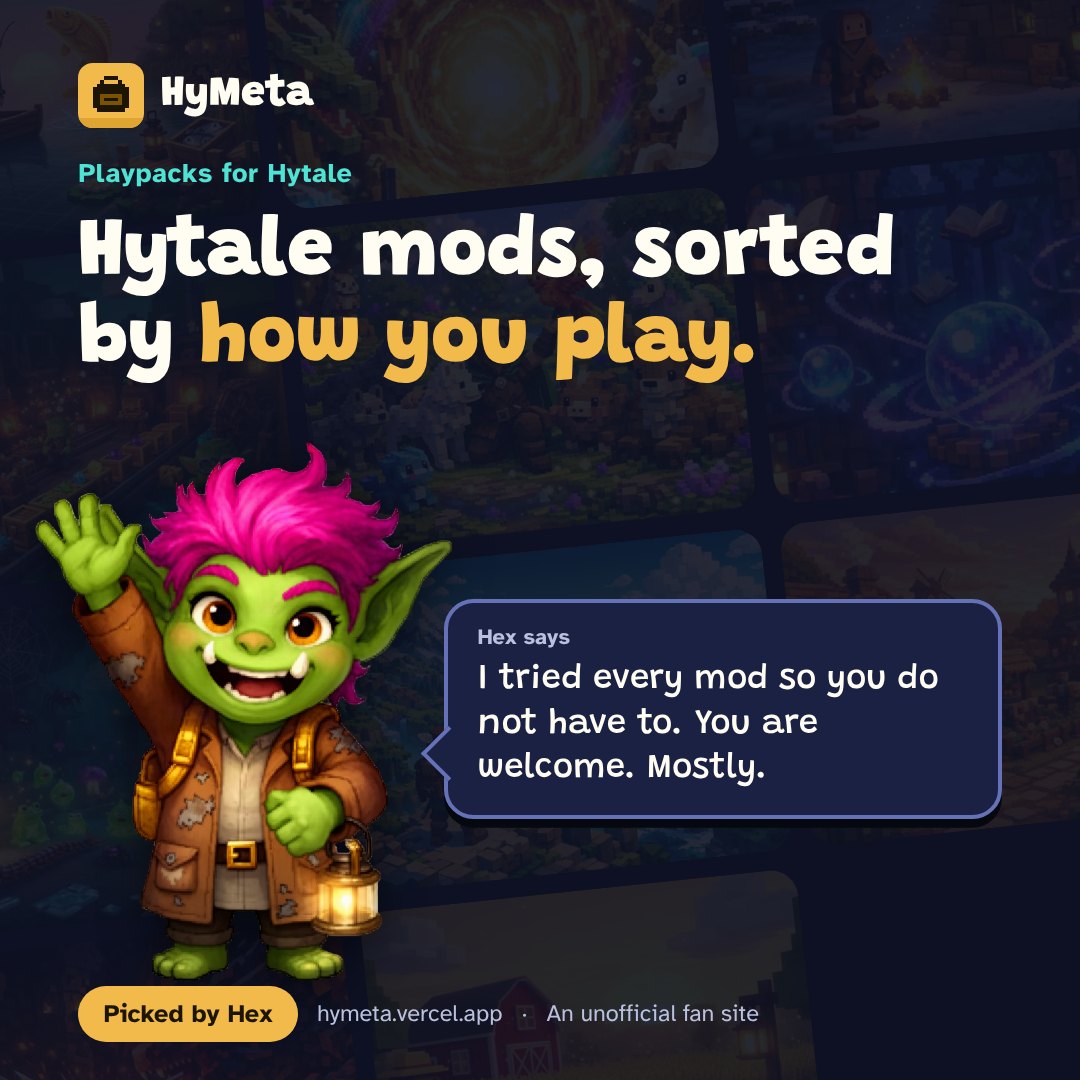 HyMeta
Playpacks for Hytale
Hytale mods, sorted
by how you play.
Hex says
I tried every mod so you do
not have to. You are
welcome. Mostly.
Picked by Hex
hymeta.vercel.app · An unofficial fan site